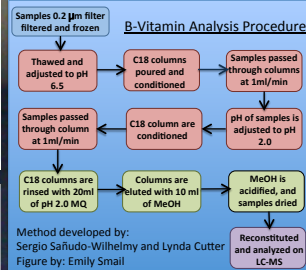 Samples 0.2 µm filter
filtered and frozen
B-Vitamin Analysis Procedure
Thawed and
adjusted to pH
6.5
C18 columns
poured and
conditioned
Samples passed
through columns
at 1ml/min
pH of samples is
adjusted to pH
2.0
C18 column are
conditioned
Samples passed
through column
at 1ml/min
C18 columns are
rinsed with 20ml
of pH 2.0 MQ
Columns are
eluted with 10 ml
of MeOH
MeOH is
acidified, and
samples dried
Reconstituted
and analyzed on
LC-MS
Method developed by:
Sergio Sañudo-Wilhelmy and Lynda Cutter
Figure by: Emily Smail